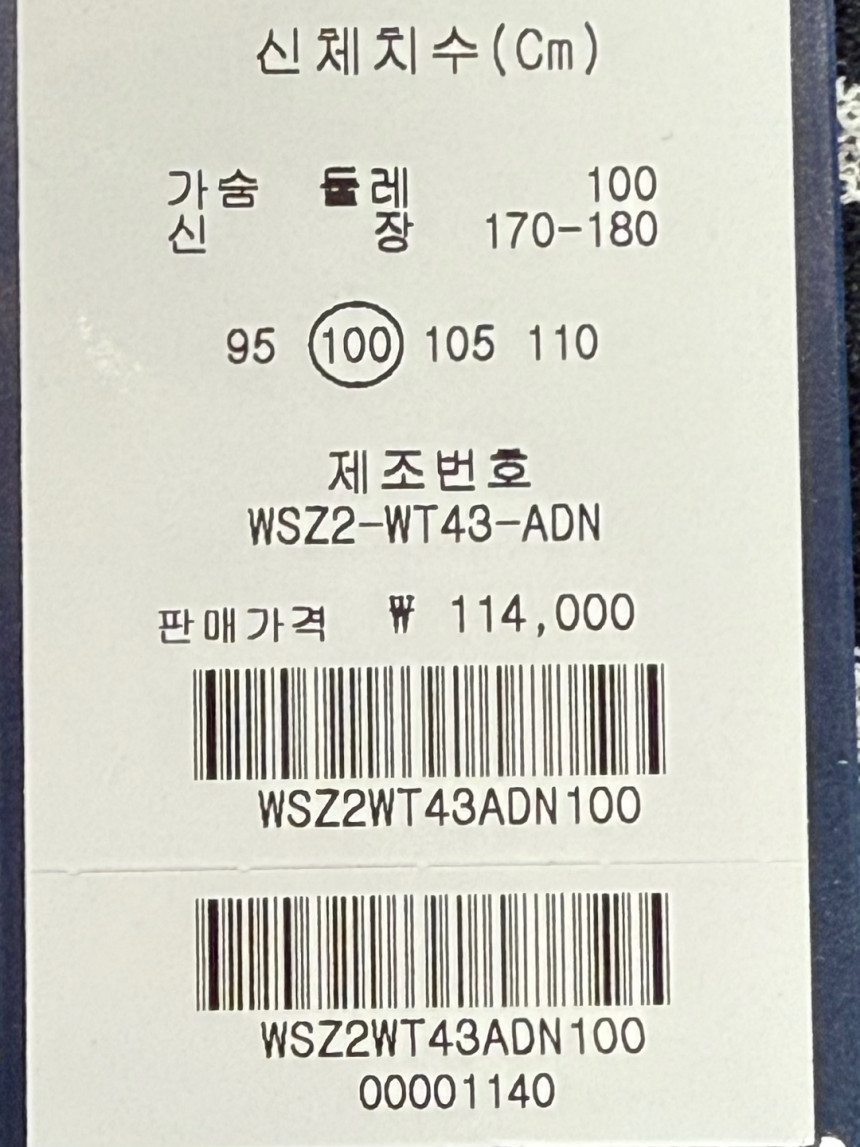 신체치수(Cm)
가슴 둘레 100
신 장 170-180
95 100 105 110
제조번호
WSZ2-WT43-ADN
판매가격 ₩ 114,000
WSZ2WT43ADN100
WSZ2WT43ADN100
00001140